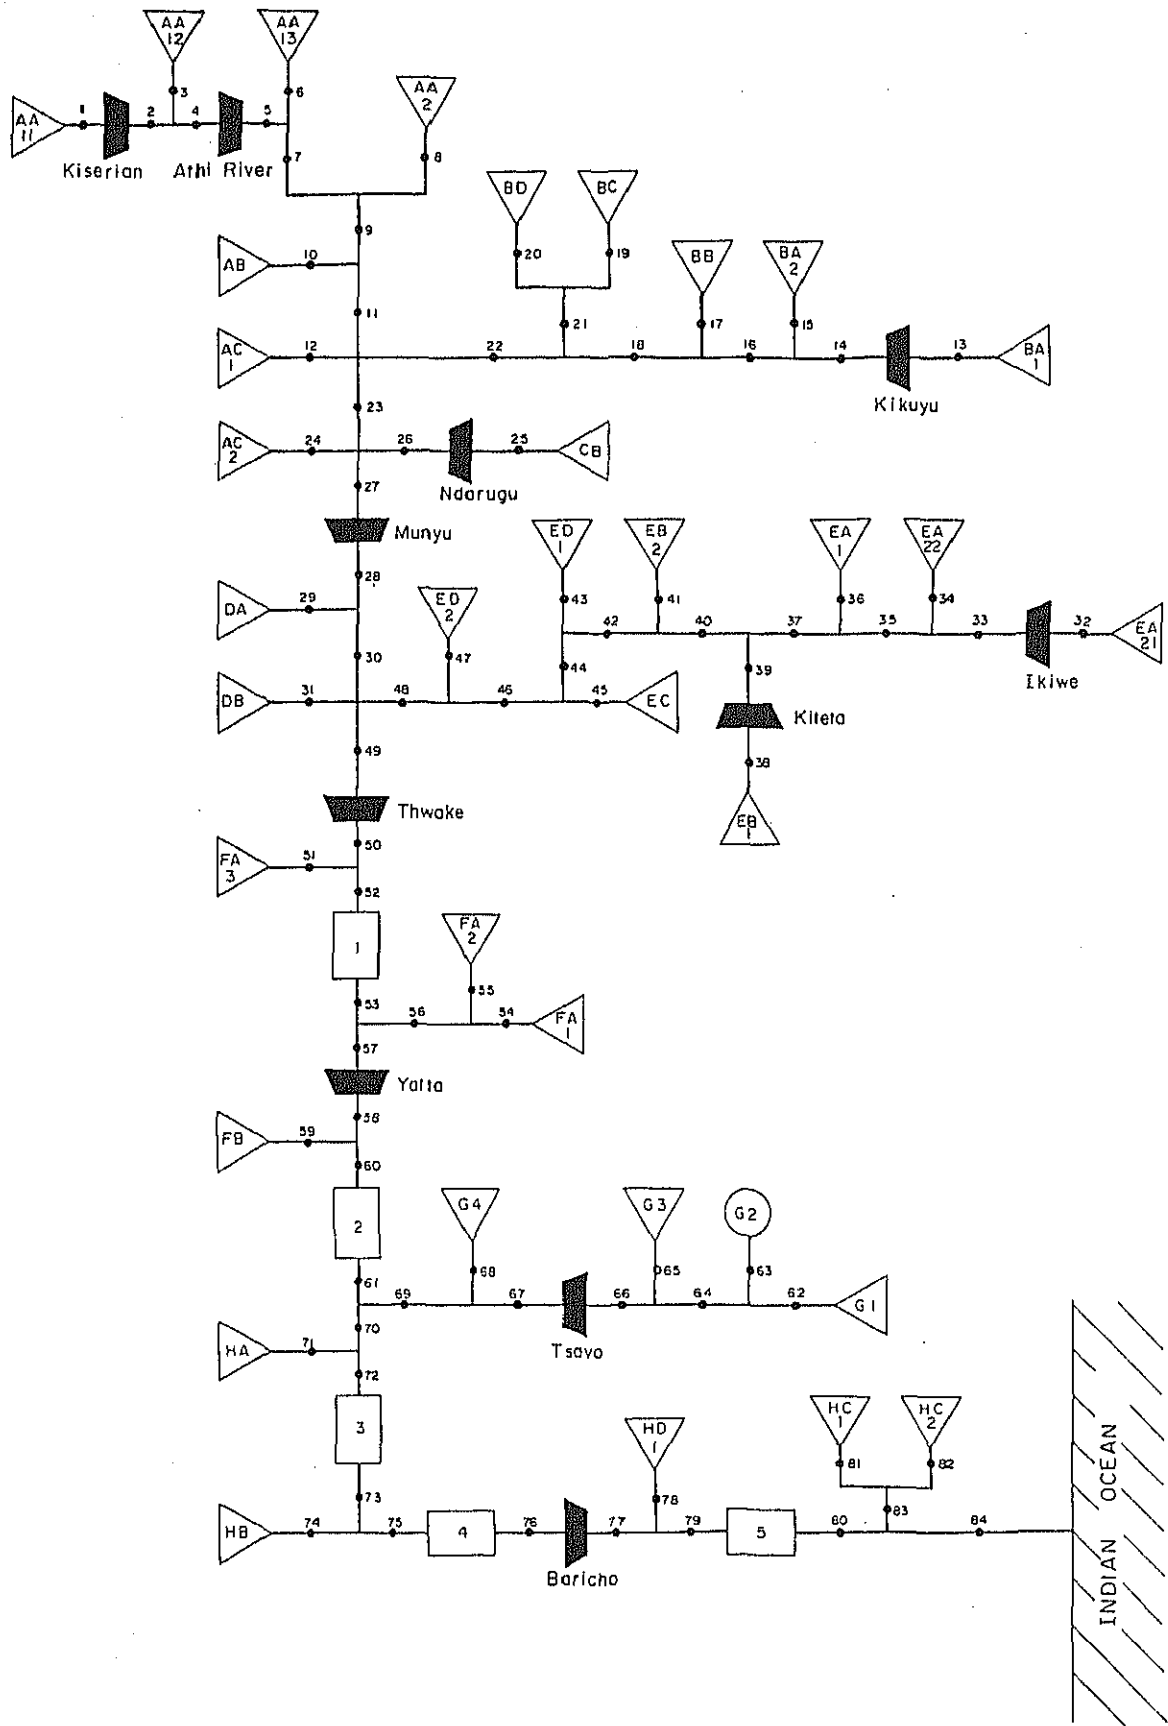 AA
12
AA
13
AA
2
AA
11
1
2
3
4
5
6
7
8
Kiserian
Athi River
9
AB
10
11
BD
BC
20
19
BB
BA
2
21
17
15
AC
1
12
22
18
16
14
13
BA
1
Kikuyu
23
AC
2
24
26
25
CB
Ndarugu
27
Munyu
28
ED
1
EB
2
EA
1
EA
22
DA
29
ED
2
43
41
36
34
30
47
42
40
37
35
33
32
EA
21
Ikiwe
44
39
DB
31
48
46
45
EC
Kiteta
49
38
EB
1
Thwake
50
FA
3
51
52
1
FA
2
53
55
56
54
FA
1
57
Yatta
58
FB
59
60
2
G4
G3
G2
61
68
65
63
69
67
66
64
62
G1
Tsavo
70
HA
71
72
3
HD
1
HC
1
HC
2
81
82
73
78
83
HB
74
75
4
76
77
79
5
80
84
Baricho
INDIAN OCEAN